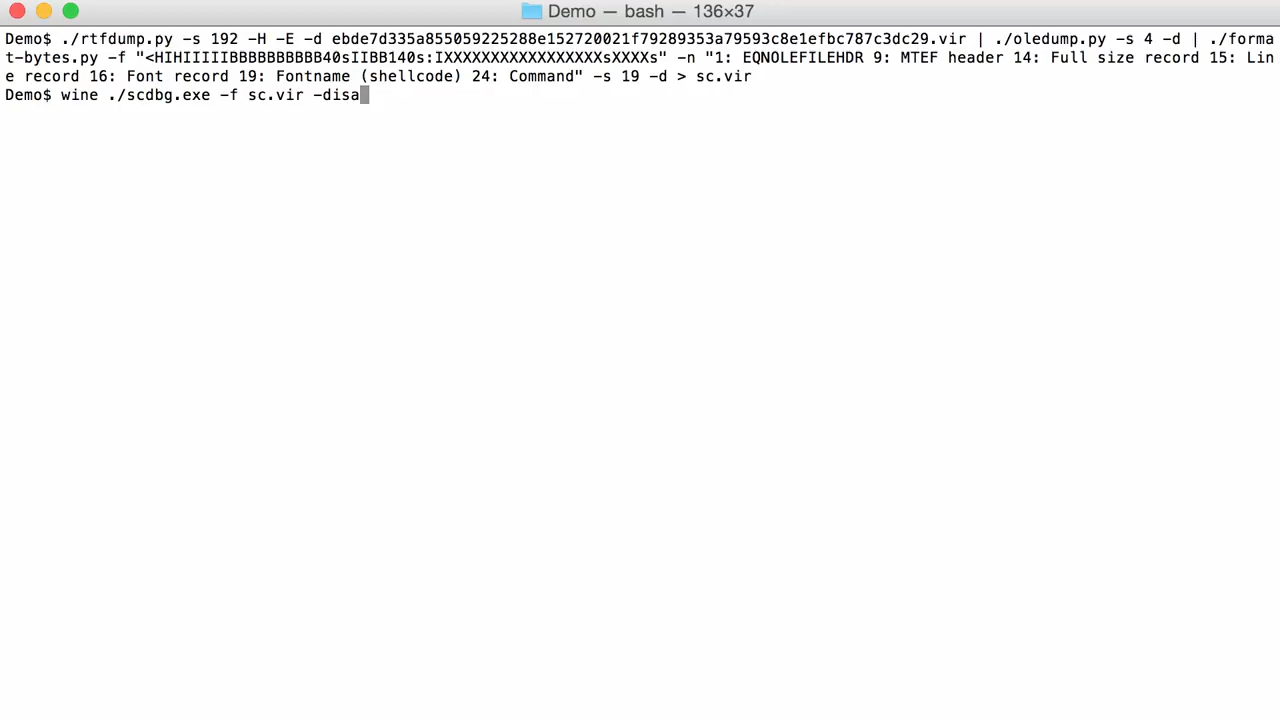 Demo — bash — 136×37
Demo$ ./rtfdump.py -s 192 -H -E -d ebde7d335a855059225288e152720021f79289353a79593c8e1efbc787c3dc29.vir | ./oledump.py -s 4 -d | ./forma
t-bytes.py -f "<HIHIIIIIBBBBBBBBBB40sIIBB140s:IXXXXXXXXXXXXXXXXXsXXXXs" -n "1: EQNOLEFILEHDR 9: MTEF header 14: Full size record 15: Lin
e record 16: Font record 19: Fontname (shellcode) 24: Command" -s 19 -d > sc.vir
Demo$ wine ./scdbg.exe -f sc.vir -disa